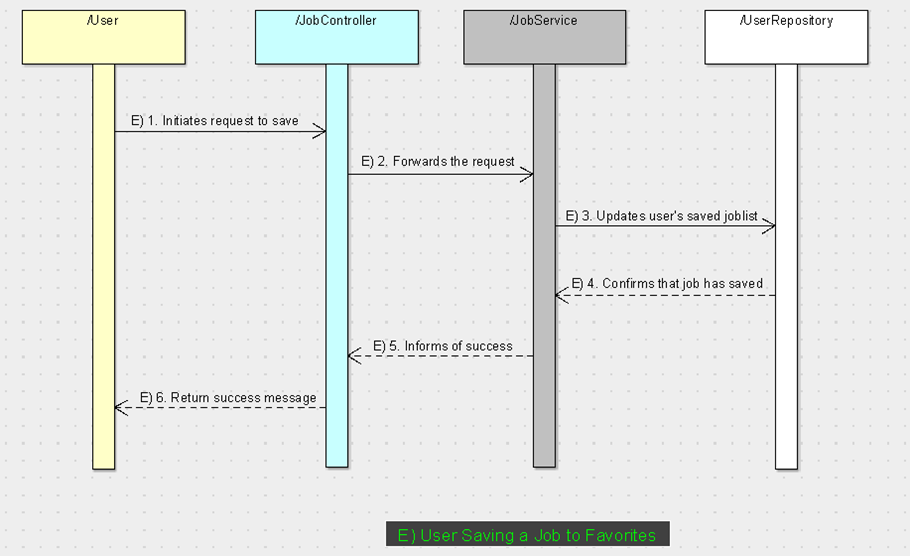 /User
/JobController
/JobService
/UserRepository
E) 1. Initiates request to save
E) 2. Forwards the request
E) 3. Updates user's saved joblist
E) 4. Confirms that job has saved
E) 5. Informs of success
E) 6. Return success message
E) User Saving a Job to Favorites